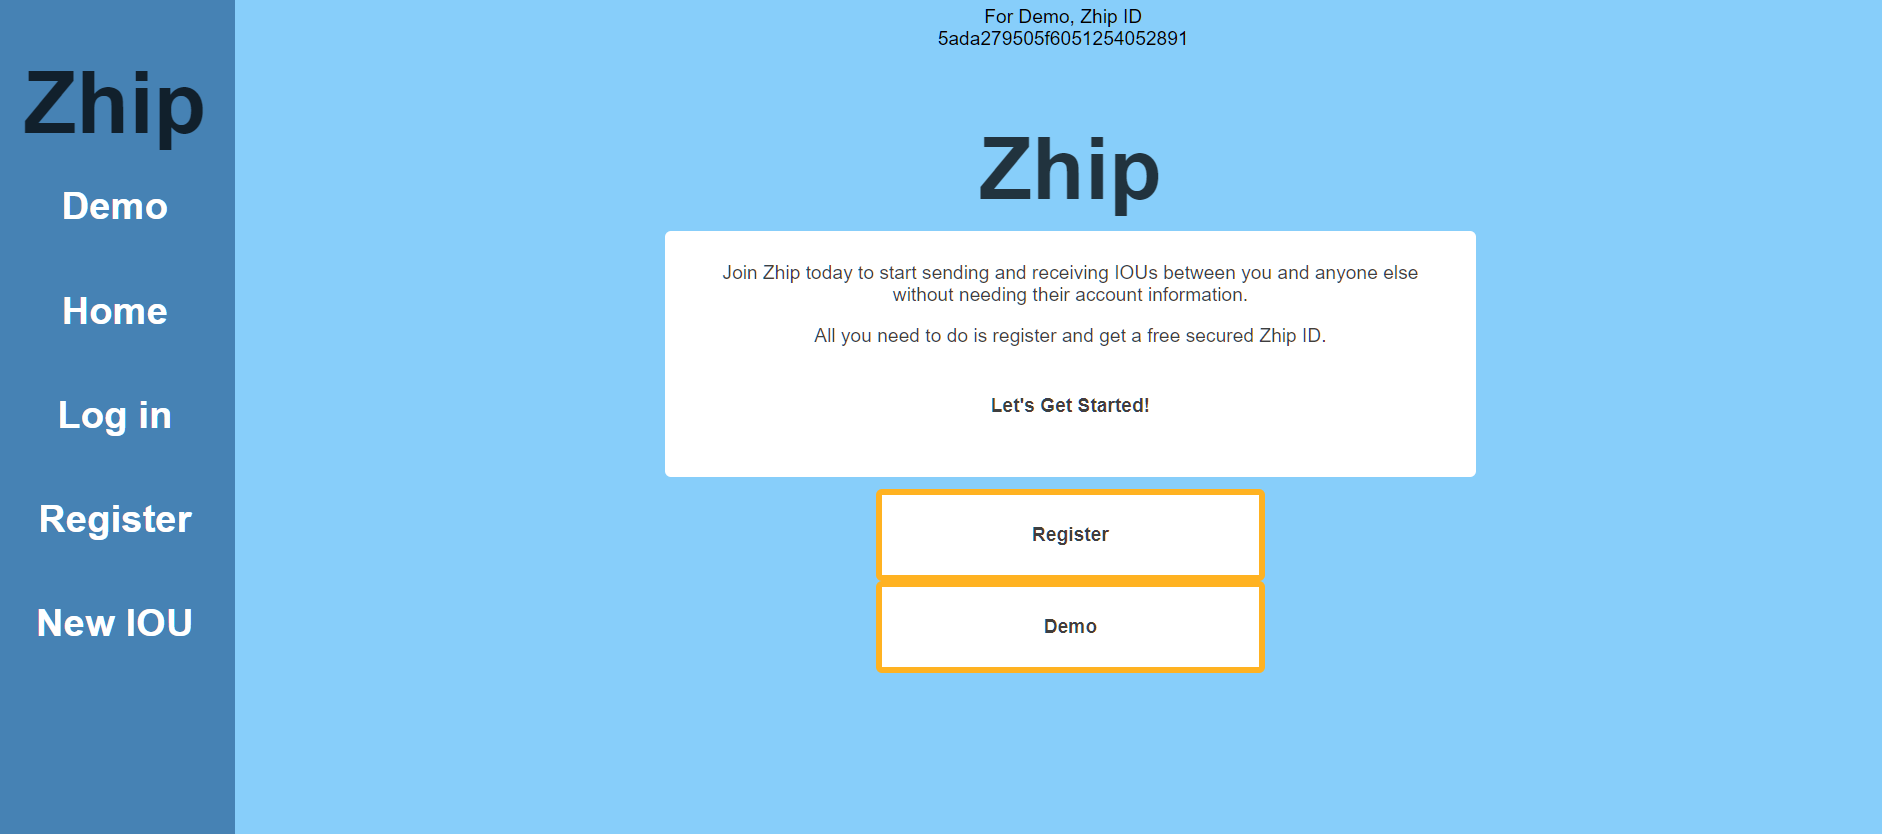 Zhip
Demo
Home
Log in
Register
New IOU
For Demo, Zhip ID
5ada279505f6051254052891
Zhip
Join Zhip today to start sending and receiving IOUs between you and anyone else
without needing their account information.
All you need to do is register and get a free secured Zhip ID.
Let's Get Started!
Register
Demo